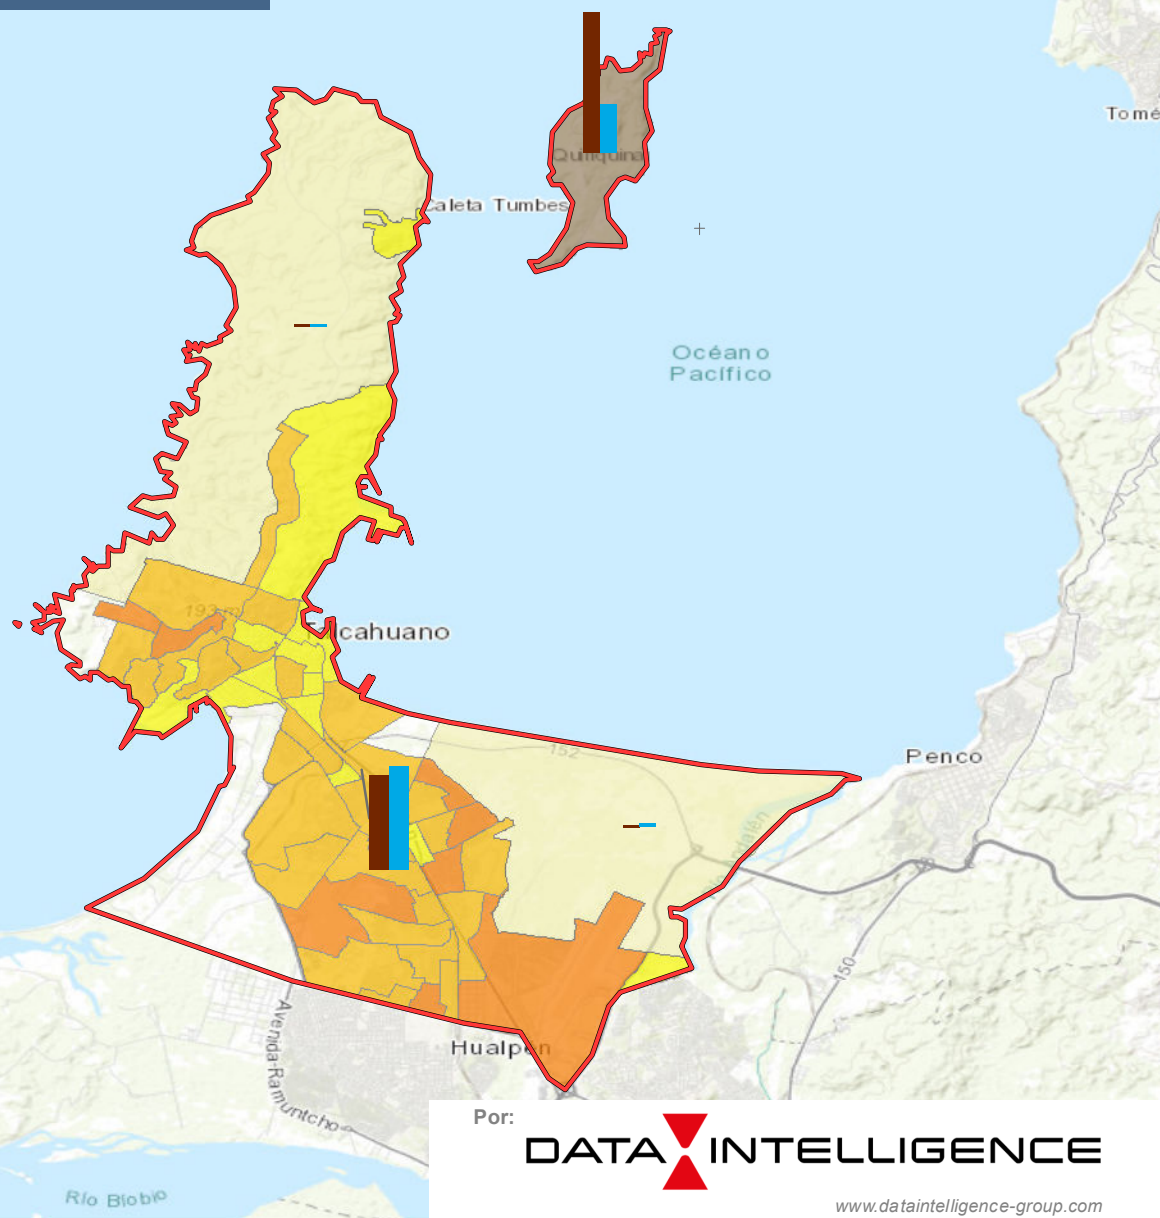 Tomé
Caleta Tumbes
Quiriquina
Océano
Pacífico
193 m
Talcahuano
152
Penco
150
Hualpén
Avenida-Ramuntcho
Río Biobío
Por:
DATA INTELLIGENCE
www.dataintelligence-group.com